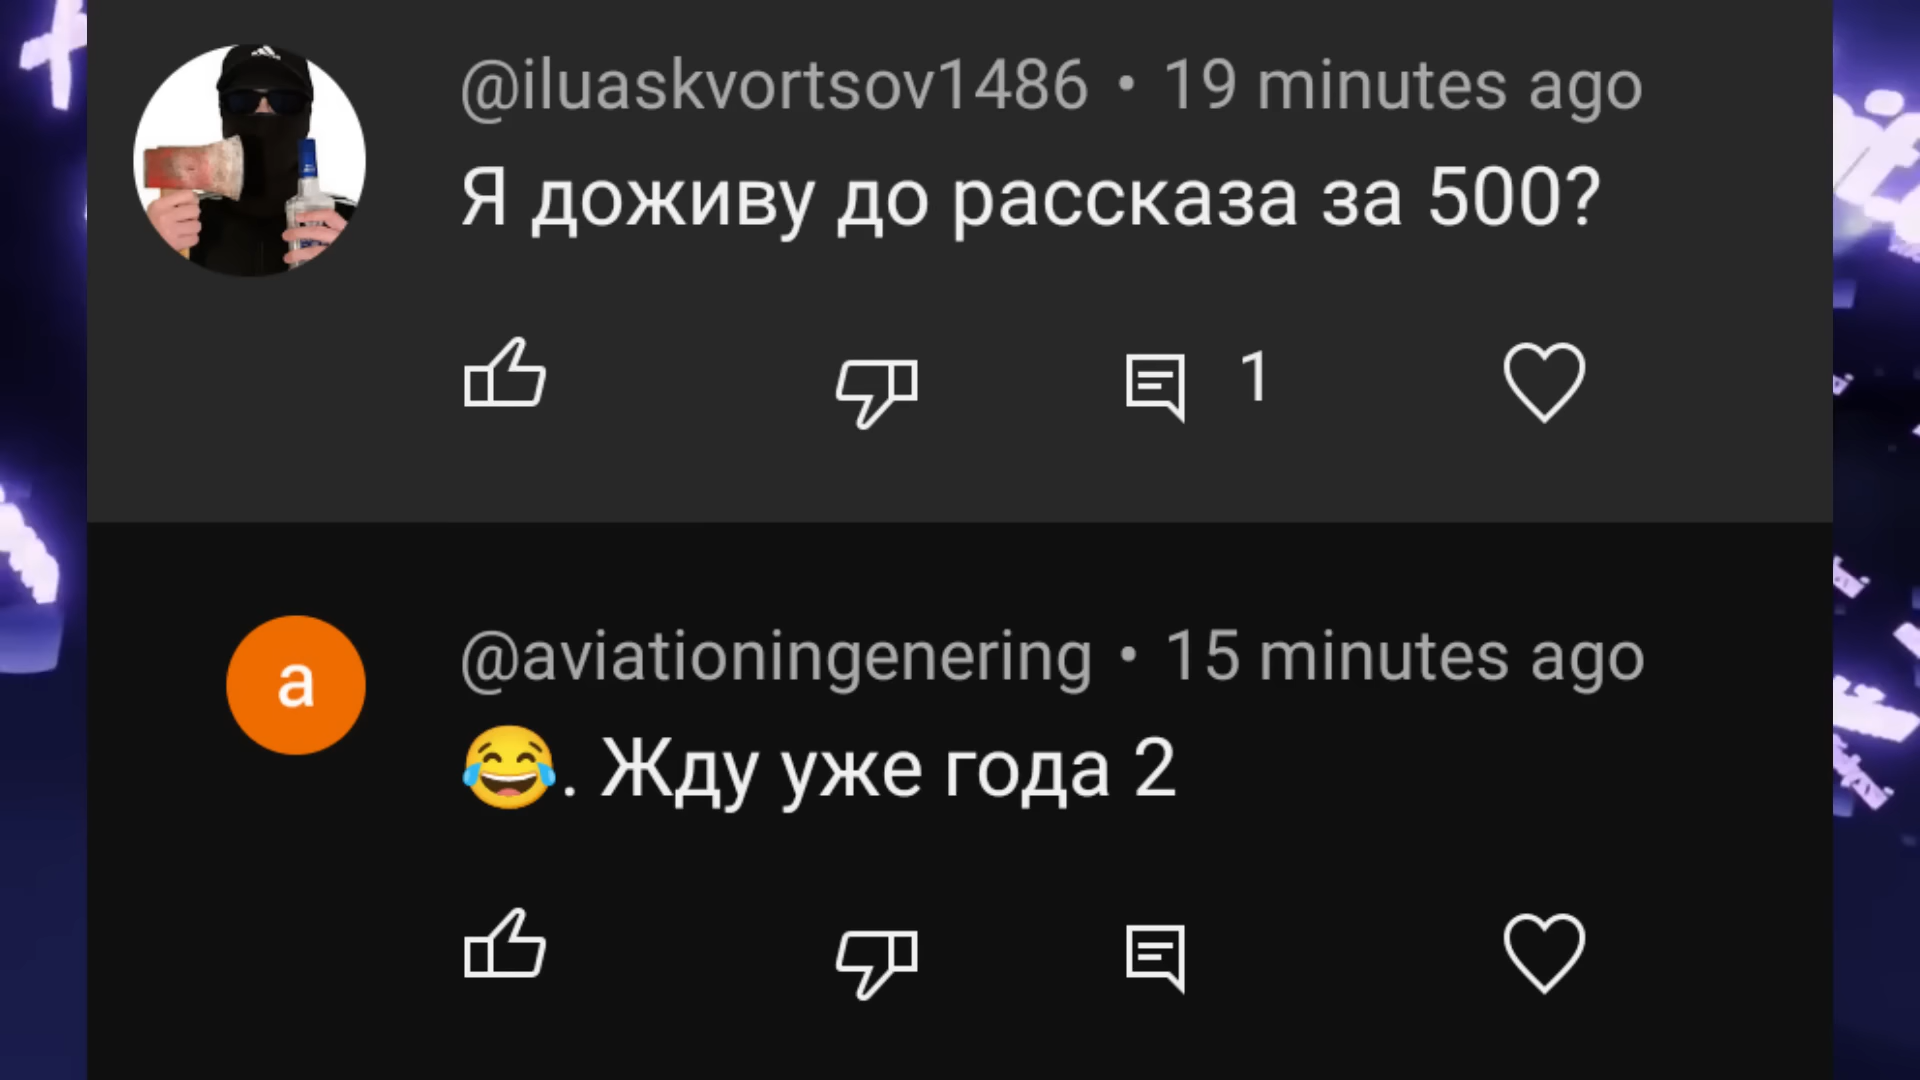 @iluaskvortsov1486 • 19 minutes ago
Я доживу до рассказа за 500?
1
a
@aviationingenering • 15 minutes ago
😂. Жду уже года 2